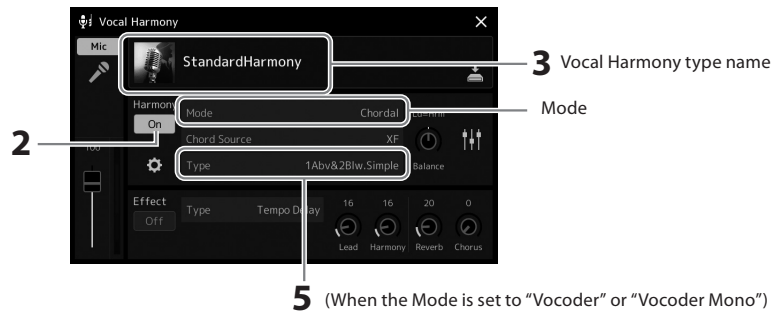 Vocal Harmony
Mic
StandardHarmony
3 Vocal Harmony type name
Harmony
On
Mode Chordal
Mode
2
100
Chord Source XF
Type 1Abv&2Blw.Simple
Balance
Effect
Off
Type Tempo Delay
16 16 20 0
Lead Harmony Reverb Chorus
5 (When the Mode is set to “Vocoder” or “Vocoder Mono”)